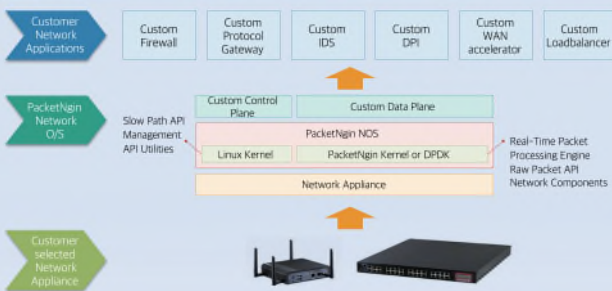 Customer
Network
Applications
Custom
Firewall
Custom
Protocol
Gateway
Custom
IDS
Custom
DPI
Custom
WAN
accelerator
Custom
Loadbalancer
PacketNgin
Network
O/S
Slow Path API
Management
API Utilities
Custom Control
Plane
Custom Data Plane
PacketNgin NOS
Linux Kernel
PacketNgin Kernel or DPDK
Network Appliance
Real-Time Packet
Processing Engine
Raw Packet API
Network Components
Customer
selected
Network
Appliance